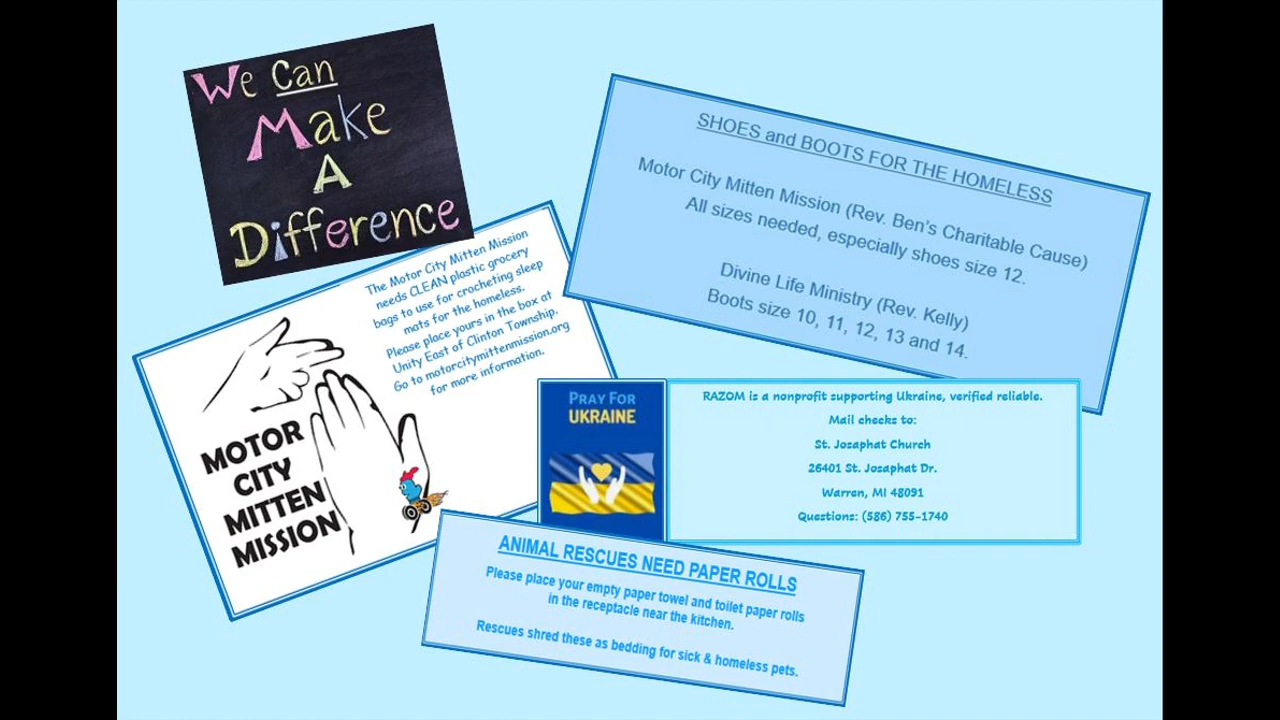 We Can
Make
A
Difference
SHOES and BOOTS FOR THE HOMELESS
Motor City Mitten Mission (Rev. Ben's Charitable Cause)
All sizes needed, especially shoes size 12.
Divine Life Ministry (Rev. Kelly)
Boots size 10, 11, 12, 13 and 14.
The Motor City Mitten Mission
needs CLEAN plastic grocery
bags to use for crocheting sleep
mats for the homeless.
Please place yours in the box at
Unity East of Clinton Township.
Go to motorcitymittenmission.org
for more information.
MOTOR
CITY
MITTEN
MISSION
PRAY FOR
UKRAINE
RAZOM is a nonprofit supporting Ukraine, verified reliable.
Mail checks to:
St. Josaphat Church
26401 St. Josaphat Dr.
Warren, MI 48091
Questions: (586) 755-1740
ANIMAL RESCUES NEED PAPER ROLLS
Please place your empty paper towel and toilet paper rolls
in the receptacle near the kitchen.
Rescues shred these as bedding for sick & homeless pets.